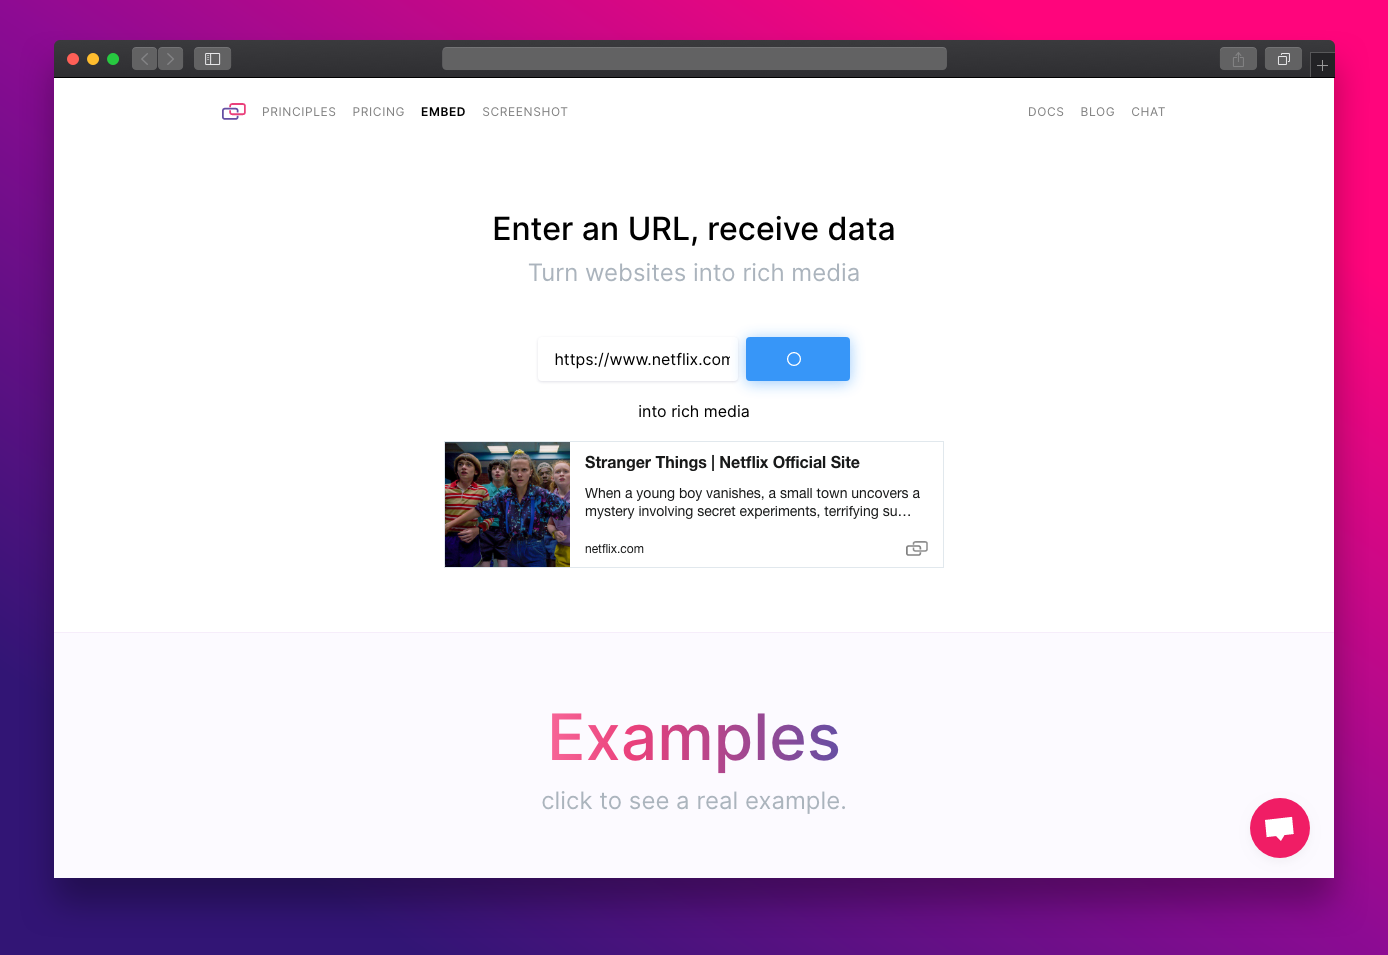 PRINCIPLES PRICING EMBED SCREENSHOT DOCS BLOG CHAT
Enter an URL, receive data
Turn websites into rich media
https://www.netflix.com
into rich media
Stranger Things | Netflix Official Site
When a young boy vanishes, a small town uncovers a
mystery involving secret experiments, terrifying su…
netflix.com
Examples
click to see a real example.